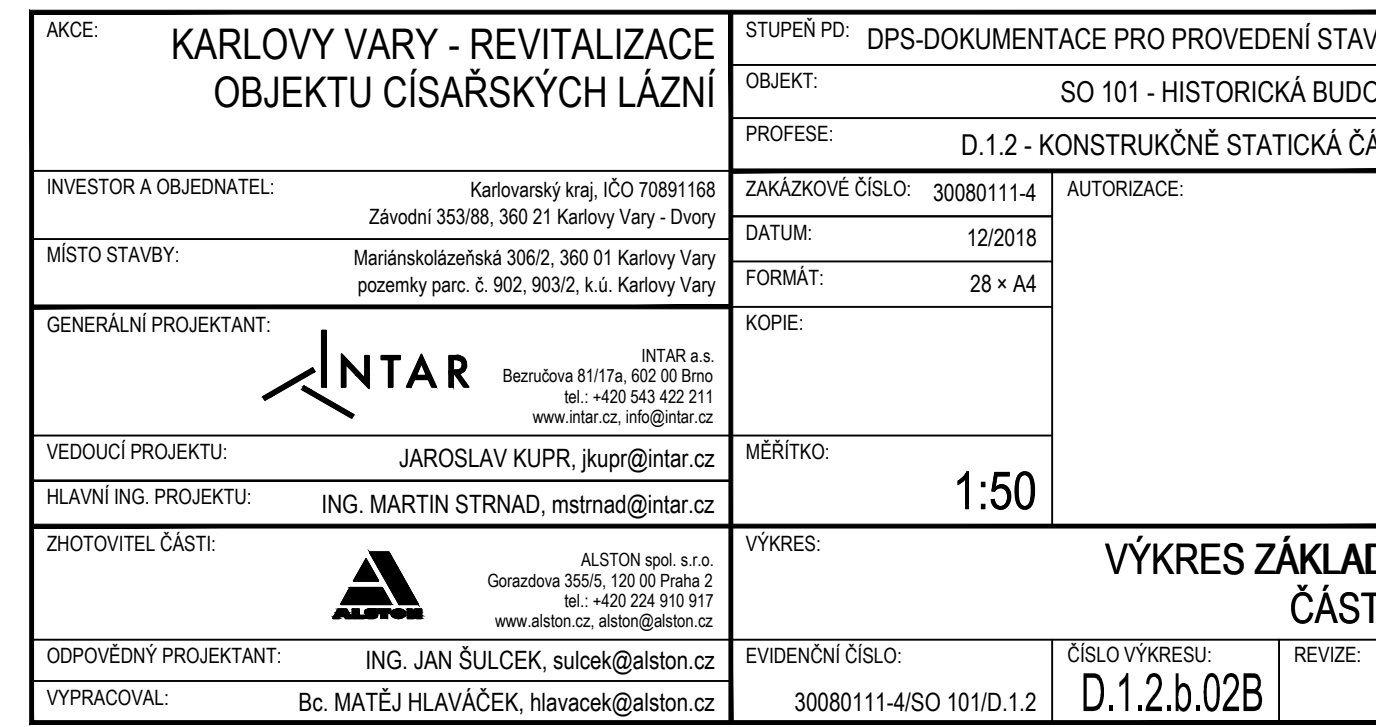 AKCE:
KARLOVY VARY - REVITALIZACE
OBJEKTU CÍSAŘSKÝCH LÁZNÍ
INVESTOR A OBJEDNATEL:
Karlovarský kraj, IČO 70891168
Závodní 353/88, 360 21 Karlovy Vary - Dvory
MÍSTO STAVBY:
Mariánskolázeňská 306/2, 360 01 Karlovy Vary
pozemky parc. č. 902, 903/2, k.ú. Karlovy Vary
GENERÁLNÍ PROJEKTANT:
INTAR
INTAR a.s.
Bezručova 81/17a, 602 00 Brno
tel.: +420 543 422 211
www.intar.cz, info@intar.cz
VEDOUCÍ PROJEKTU:
JAROSLAV KUPR, jkupr@intar.cz
HLAVNÍ ING. PROJEKTU:
ING. MARTIN STRNAD, mstrnad@intar.cz
ZHOTOVITEL ČÁSTI:
ALSTON
ALSTON spol. s.r.o.
Gorazdova 355/5, 120 00 Praha 2
tel.: +420 224 910 917
www.alston.cz, alston@alston.cz
ODPOVĚDNÝ PROJEKTANT:
ING. JAN ŠULCEK, sulcek@alston.cz
VYPRACOVAL:
Bc. MATĚJ HLAVÁČEK, hlavacek@alston.cz
STUPEŇ PD:
DPS-DOKUMENTACE PRO PROVEDENÍ STAV
OBJEKT:
SO 101 - HISTORICKÁ BUDO
PROFESE:
D.1.2 - KONSTRUKČNĚ STATICKÁ ČÁ
ZAKÁZKOVÉ ČÍSLO:
30080111-4
AUTORIZACE:
DATUM:
12/2018
FORMÁT:
28 × A4
KOPIE:
MĚŘÍTKO:
1:50
VÝKRES:
VÝKRES ZÁKLAD
ČÁST
EVIDENČNÍ ČÍSLO:
30080111-4/SO 101/D.1.2
ČÍSLO VÝKRESU:
D.1.2.b.02B
REVIZE: